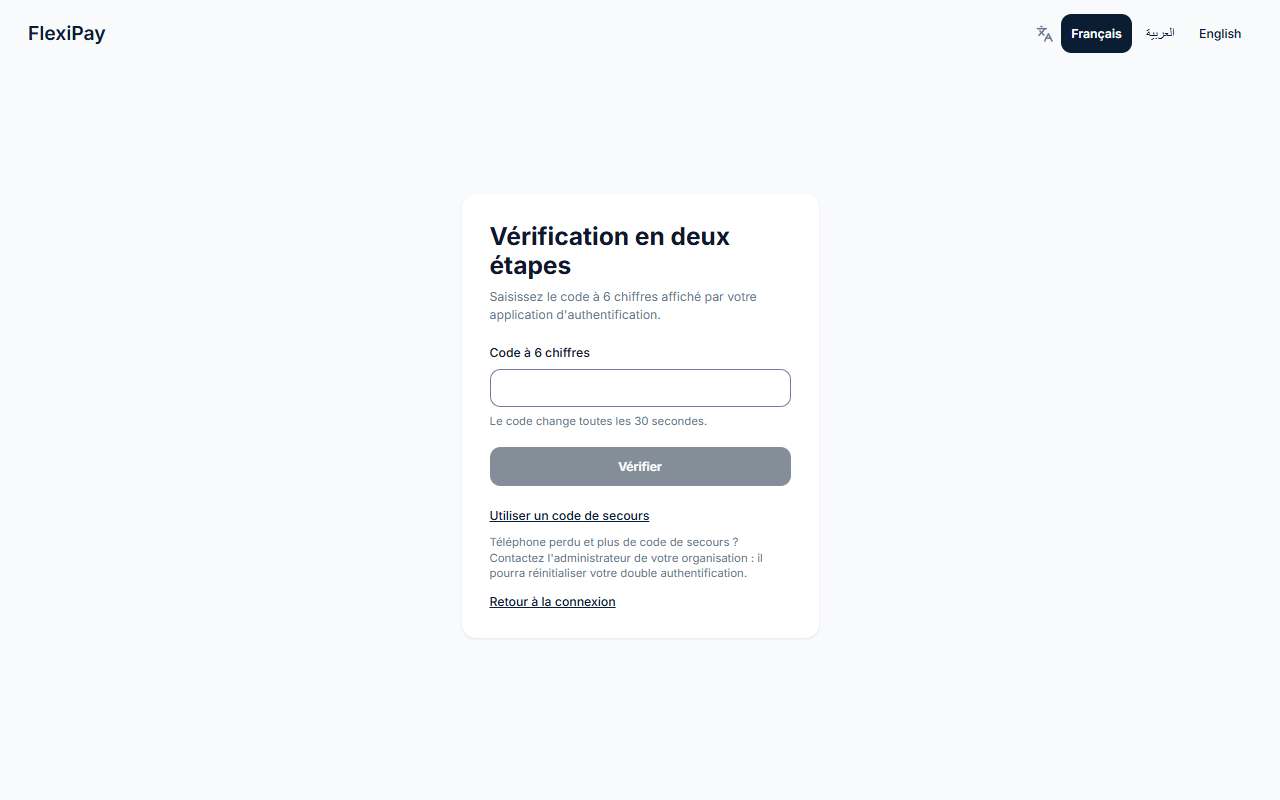 FlexiPay
Français
العربية
English
Vérification en deux
étapes
Saisissez le code à 6 chiffres affiché par votre
application d'authentification.
Code à 6 chiffres
Le code change toutes les 30 secondes.
Vérifier
Utiliser un code de secours
Téléphone perdu et plus de code de secours ?
Contactez l'administrateur de votre organisation : il
pourra réinitialiser votre double authentification.
Retour à la connexion